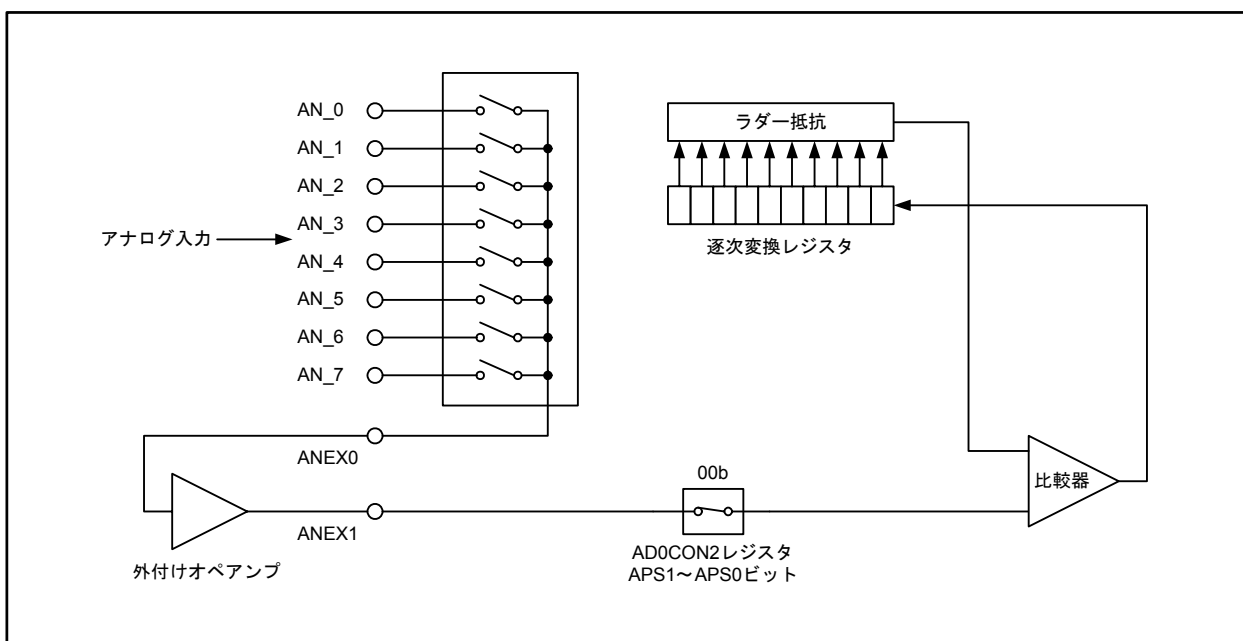 AN_0
AN_1
AN_2
AN_3
AN_4
AN_5
AN_6
AN_7
アナログ入力
ANEX0
ANEX1
外付けオペアンプ
ラダー抵抗
逐次変換レジスタ
00b
AD0CON2レジスタ
APS1～APS0ビット
比較器